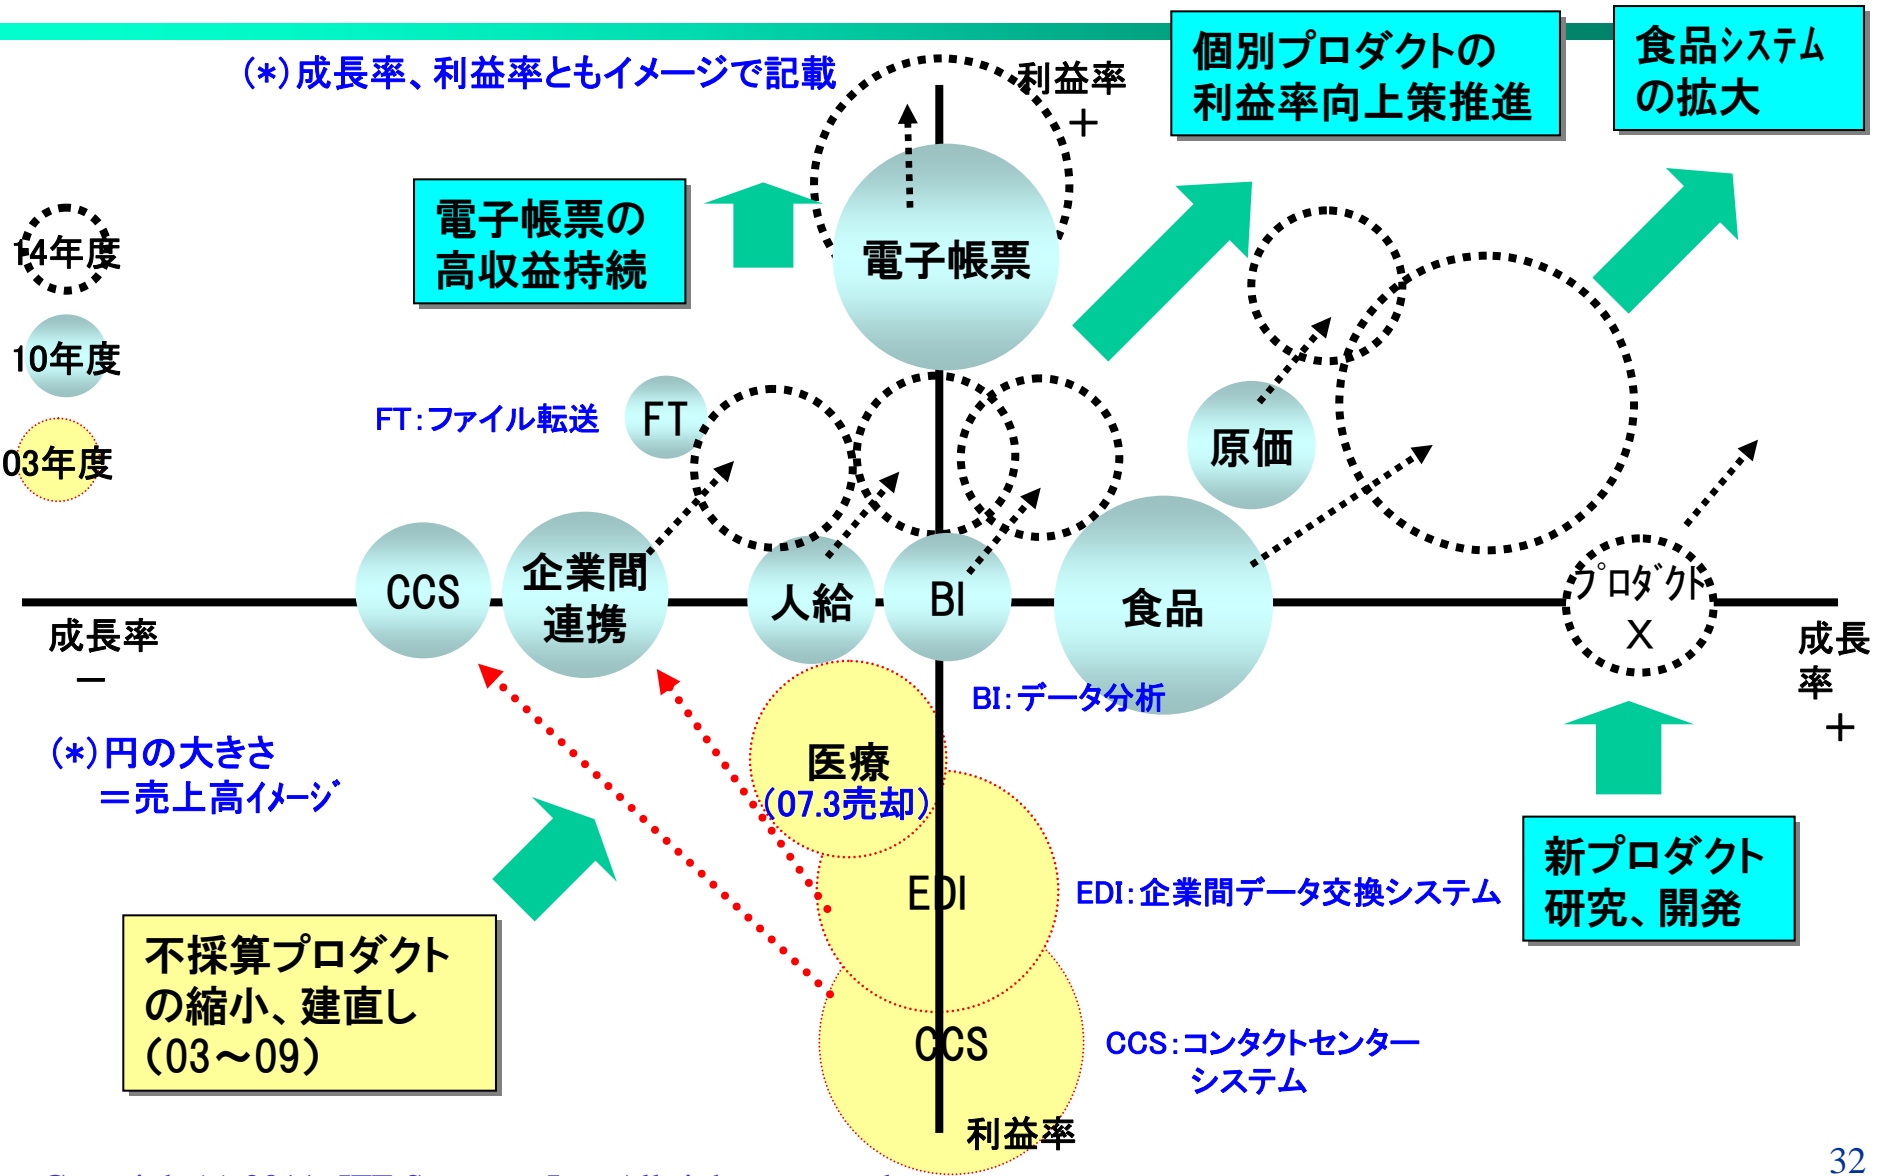 (*)成長率、利益率ともイメージで記載
利益率
＋
個別プロダクトの
利益率向上策推進
食品システム
の拡大
14年度
10年度
03年度
電子帳票の
高収益持続
電子帳票
FT:ファイル転送
FT
原価
CCS
企業間
連携
人給
BI
食品
プロダクト
X
成長率
－
成長
率
＋
BI:データ分析
(*)円の大きさ
＝売上高イメージ
医療
(07.3売却)
EDI
EDI:企業間データ交換システム
新プロダクト
研究、開発
不採算プロダクト
の縮小、建直し
(03～09)
CCS
CCS:コンタクトセンター
システム
利益率
32